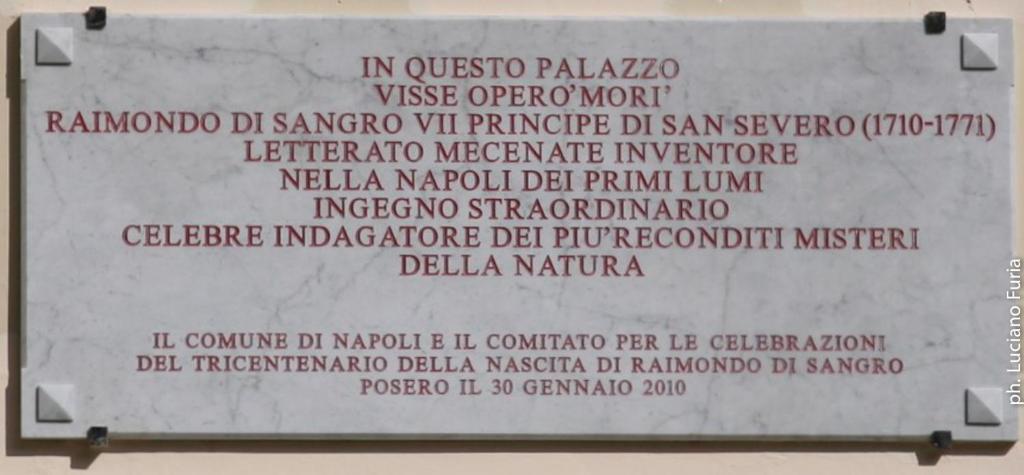 IN QUESTO PALAZZO
VISSE OPERO'MORI'
RAIMONDO DI SANGRO VII PRINCIPE DI SAN SEVERO (1710-1771)
LETTERATO MECENATE INVENTORE
NELLA NAPOLI DEI PRIMI LUMI
INGEGNO STRAORDINARIO
CELEBRE INDAGATORE DEI PIU'RECONDITI MISTERI
DELLA NATURA
IL COMUNE DI NAPOLI E IL COMITATO PER LE CELEBRAZIONI
DEL TRICENTENARIO DELLA NASCITA DI RAIMONDO DI SANGRO
POSERO IL 30 GENNAIO 2010
ph. Luciano Furia